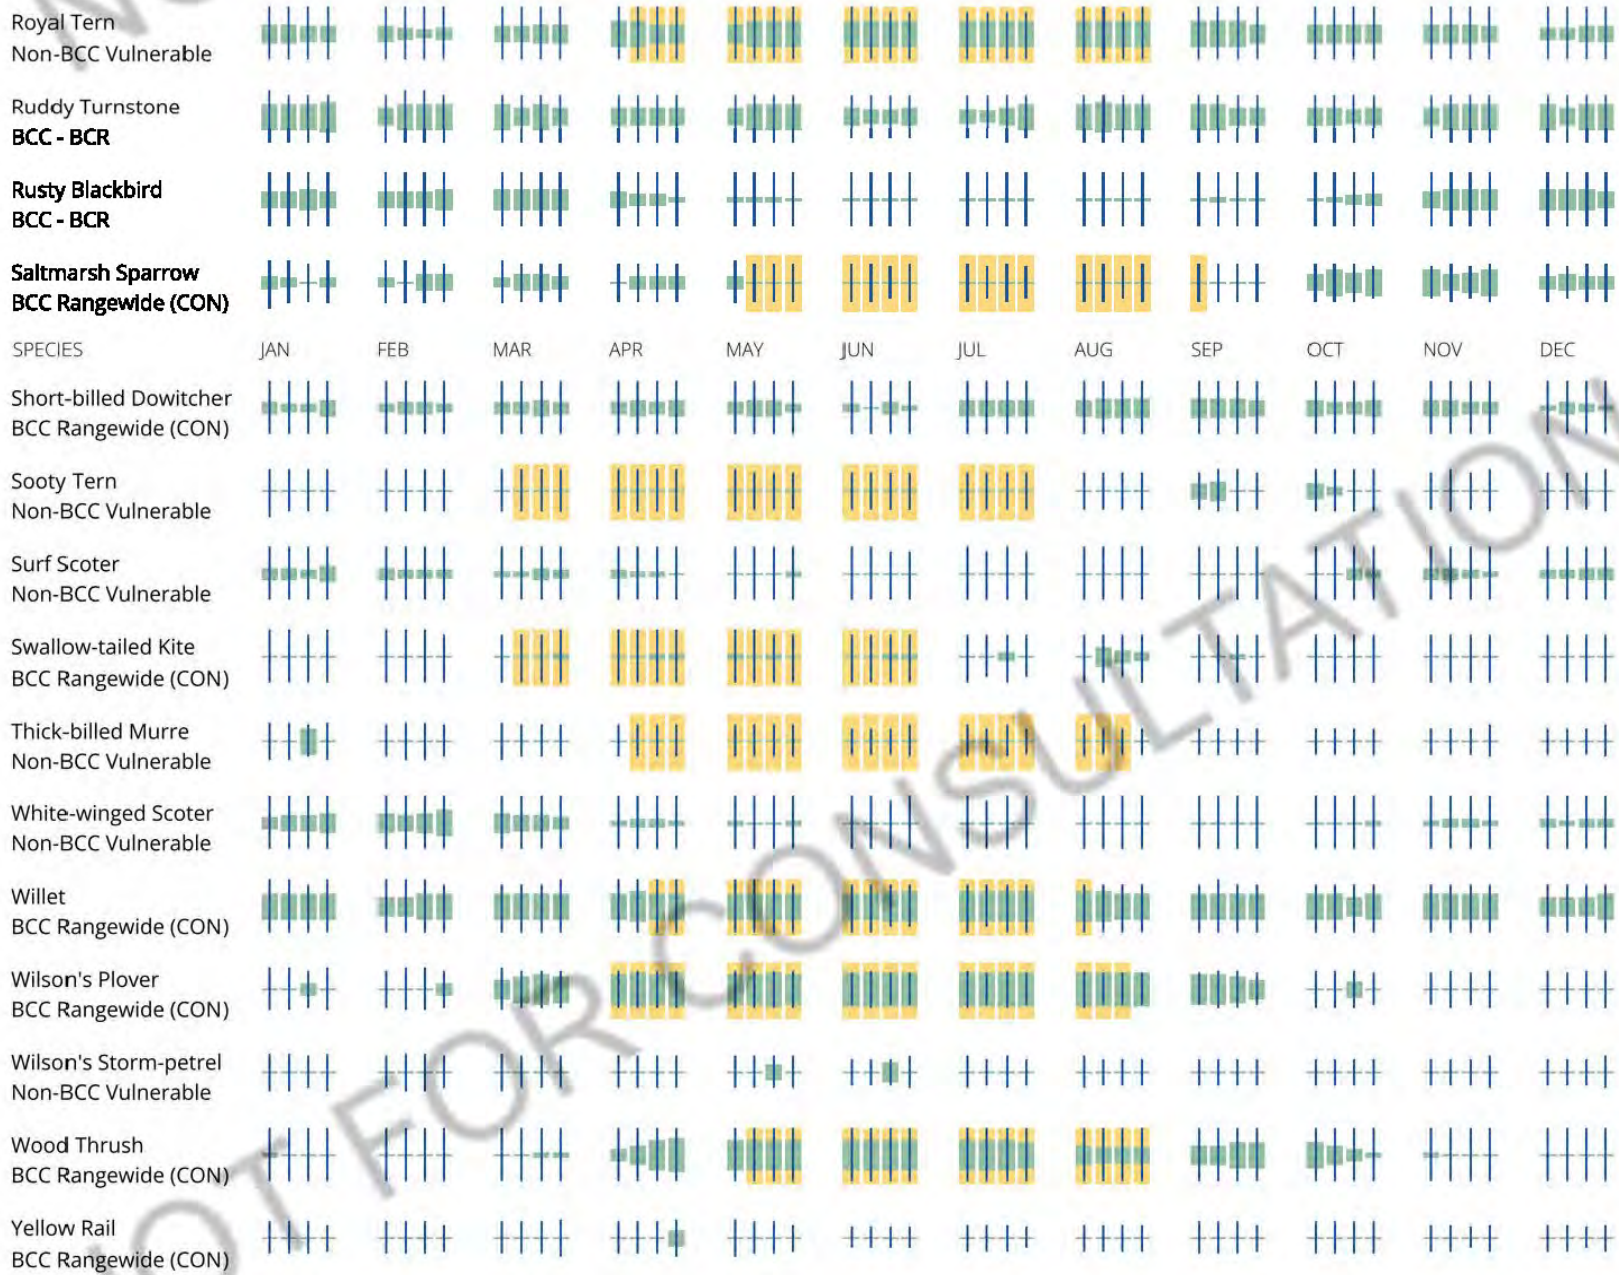 Royal Tern
Non-BCC Vulnerable
Ruddy Turnstone
BCC - BCR
Rusty Blackbird
BCC - BCR
Saltmarsh Sparrow
BCC Rangewide (CON)
SPECIES JAN FEB MAR APR MAY JUN JUL AUG SEP OCT NOV DEC
Short-billed Dowitcher
BCC Rangewide (CON)
Sooty Tern
Non-BCC Vulnerable
Surf Scoter
Non-BCC Vulnerable
Swallow-tailed Kite
BCC Rangewide (CON)
Thick-billed Murre
Non-BCC Vulnerable
White-winged Scoter
Non-BCC Vulnerable
Willet
BCC Rangewide (CON)
Wilson's Plover
BCC Rangewide (CON)
Wilson's Storm-petrel
Non-BCC Vulnerable
Wood Thrush
BCC Rangewide (CON)
Yellow Rail
BCC Rangewide (CON)
NOT FOR CONSULTATION